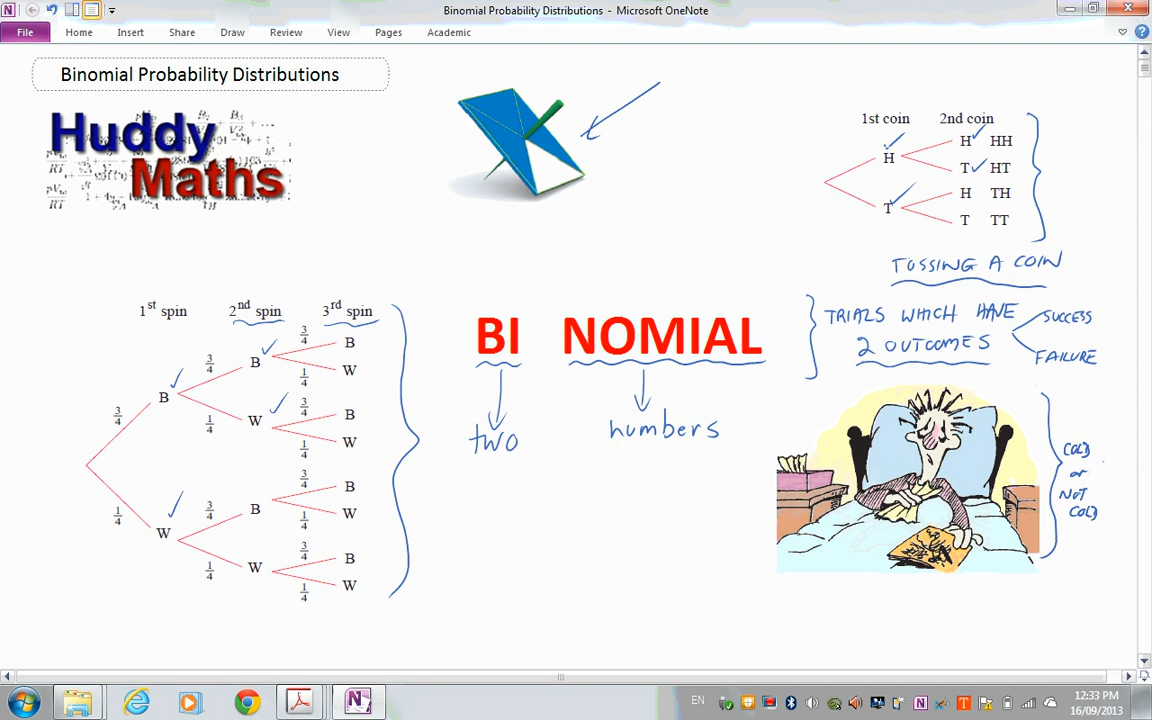 Binomial Probability Distributions - Microsoft OneNote
File Home Insert Share Draw Review View Pages Academic
Binomial Probability Distributions
Huddy
Maths
1st coin 2nd coin
H H HH
T HT
T H TH
T TT
TOSSING A COIN
1st spin 2nd spin 3rd spin
3/4 B 3/4 B 3/4 B
1/4 W
1/4 W 3/4 B
1/4 W
1/4 W 3/4 B 3/4 B
1/4 W
1/4 W 3/4 B
1/4 W
BI NOMIAL
two numbers
TRIALS WHICH HAVE
2 OUTCOMES
SUCCESS
FAILURE
COLD
or
NOT
COLD
EN
12:33 PM
16/09/2013